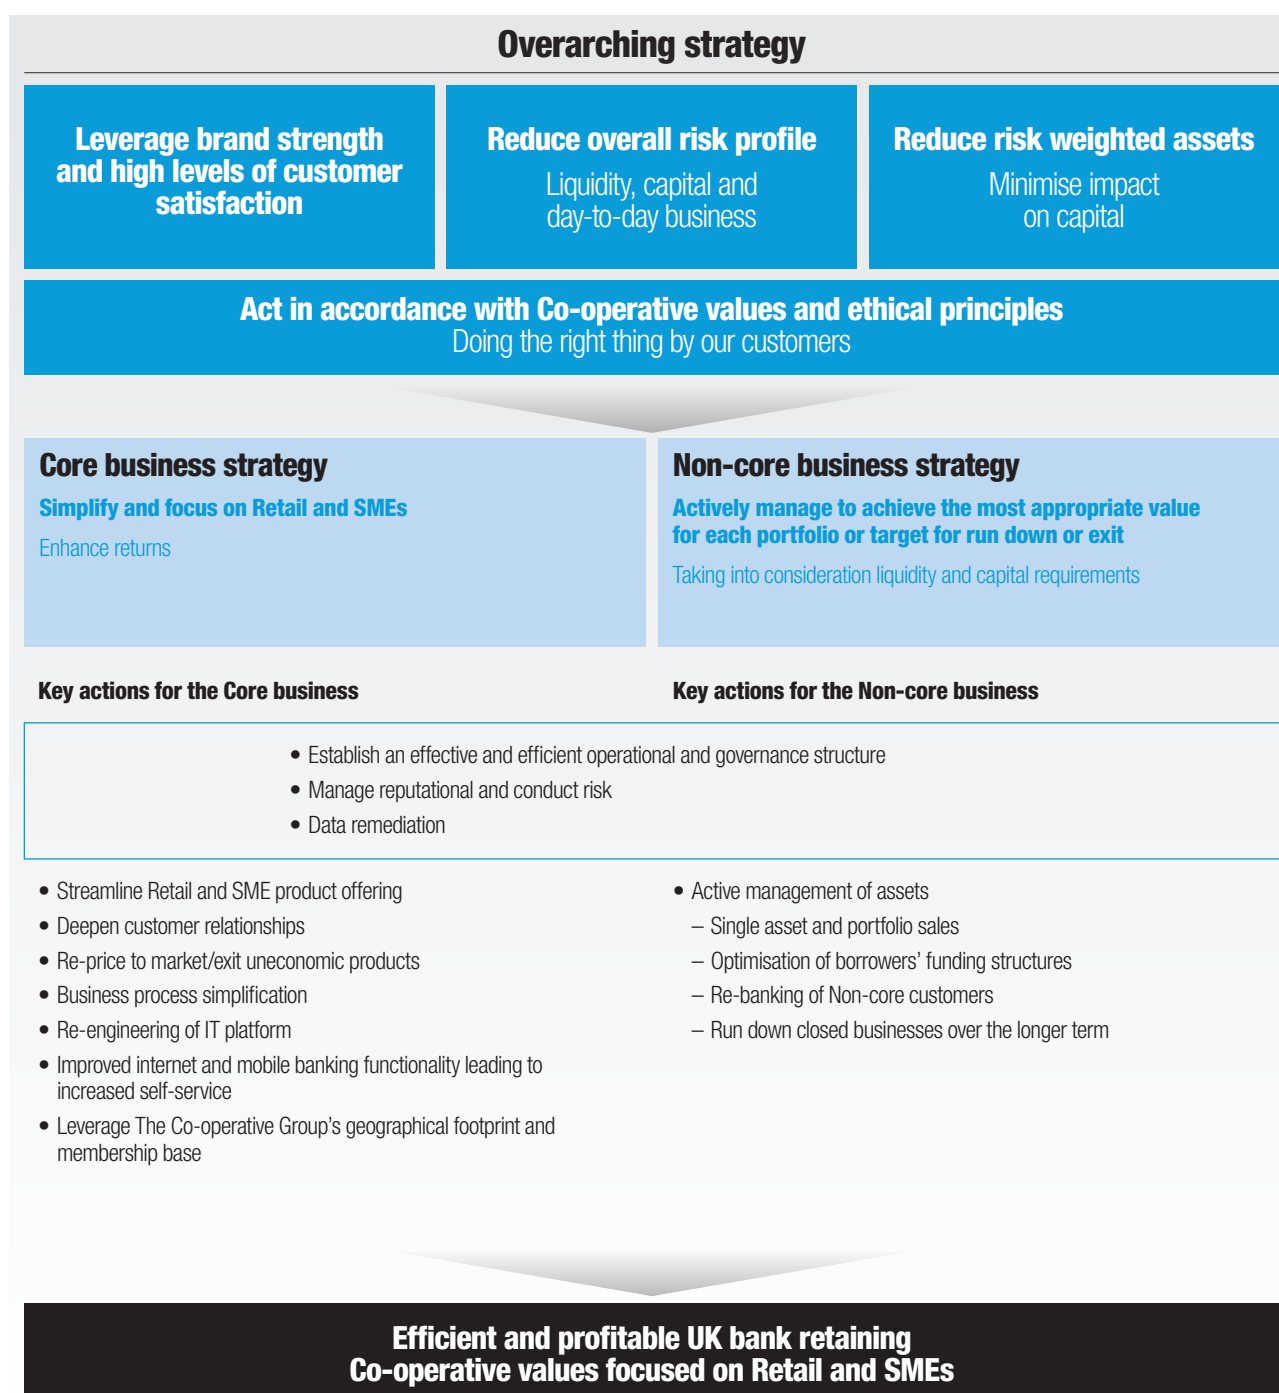 Overarching strategy
Leverage brand strength
and high levels of customer
satisfaction
Reduce overall risk profile
Liquidity, capital and
day-to-day business
Reduce risk weighted assets
Minimise impact
on capital
Act in accordance with Co-operative values and ethical principles
Doing the right thing by our customers
Core business strategy
Simplify and focus on Retail and SMEs
Enhance returns
Non-core business strategy
Actively manage to achieve the most appropriate value
for each portfolio or target for run down or exit
Taking into consideration liquidity and capital requirements
Key actions for the Core business
Key actions for the Non-core business
• Establish an effective and efficient operational and governance structure
• Manage reputational and conduct risk
• Data remediation
• Streamline Retail and SME product offering
• Deepen customer relationships
• Re-price to market/exit uneconomic products
• Business process simplification
• Re-engineering of IT platform
• Improved internet and mobile banking functionality leading to
increased self-service
• Leverage The Co-operative Group's geographical footprint and
membership base
• Active management of assets
– Single asset and portfolio sales
– Optimisation of borrowers' funding structures
– Re-banking of Non-core customers
– Run down closed businesses over the longer term
Efficient and profitable UK bank retaining
Co-operative values focused on Retail and SMEs